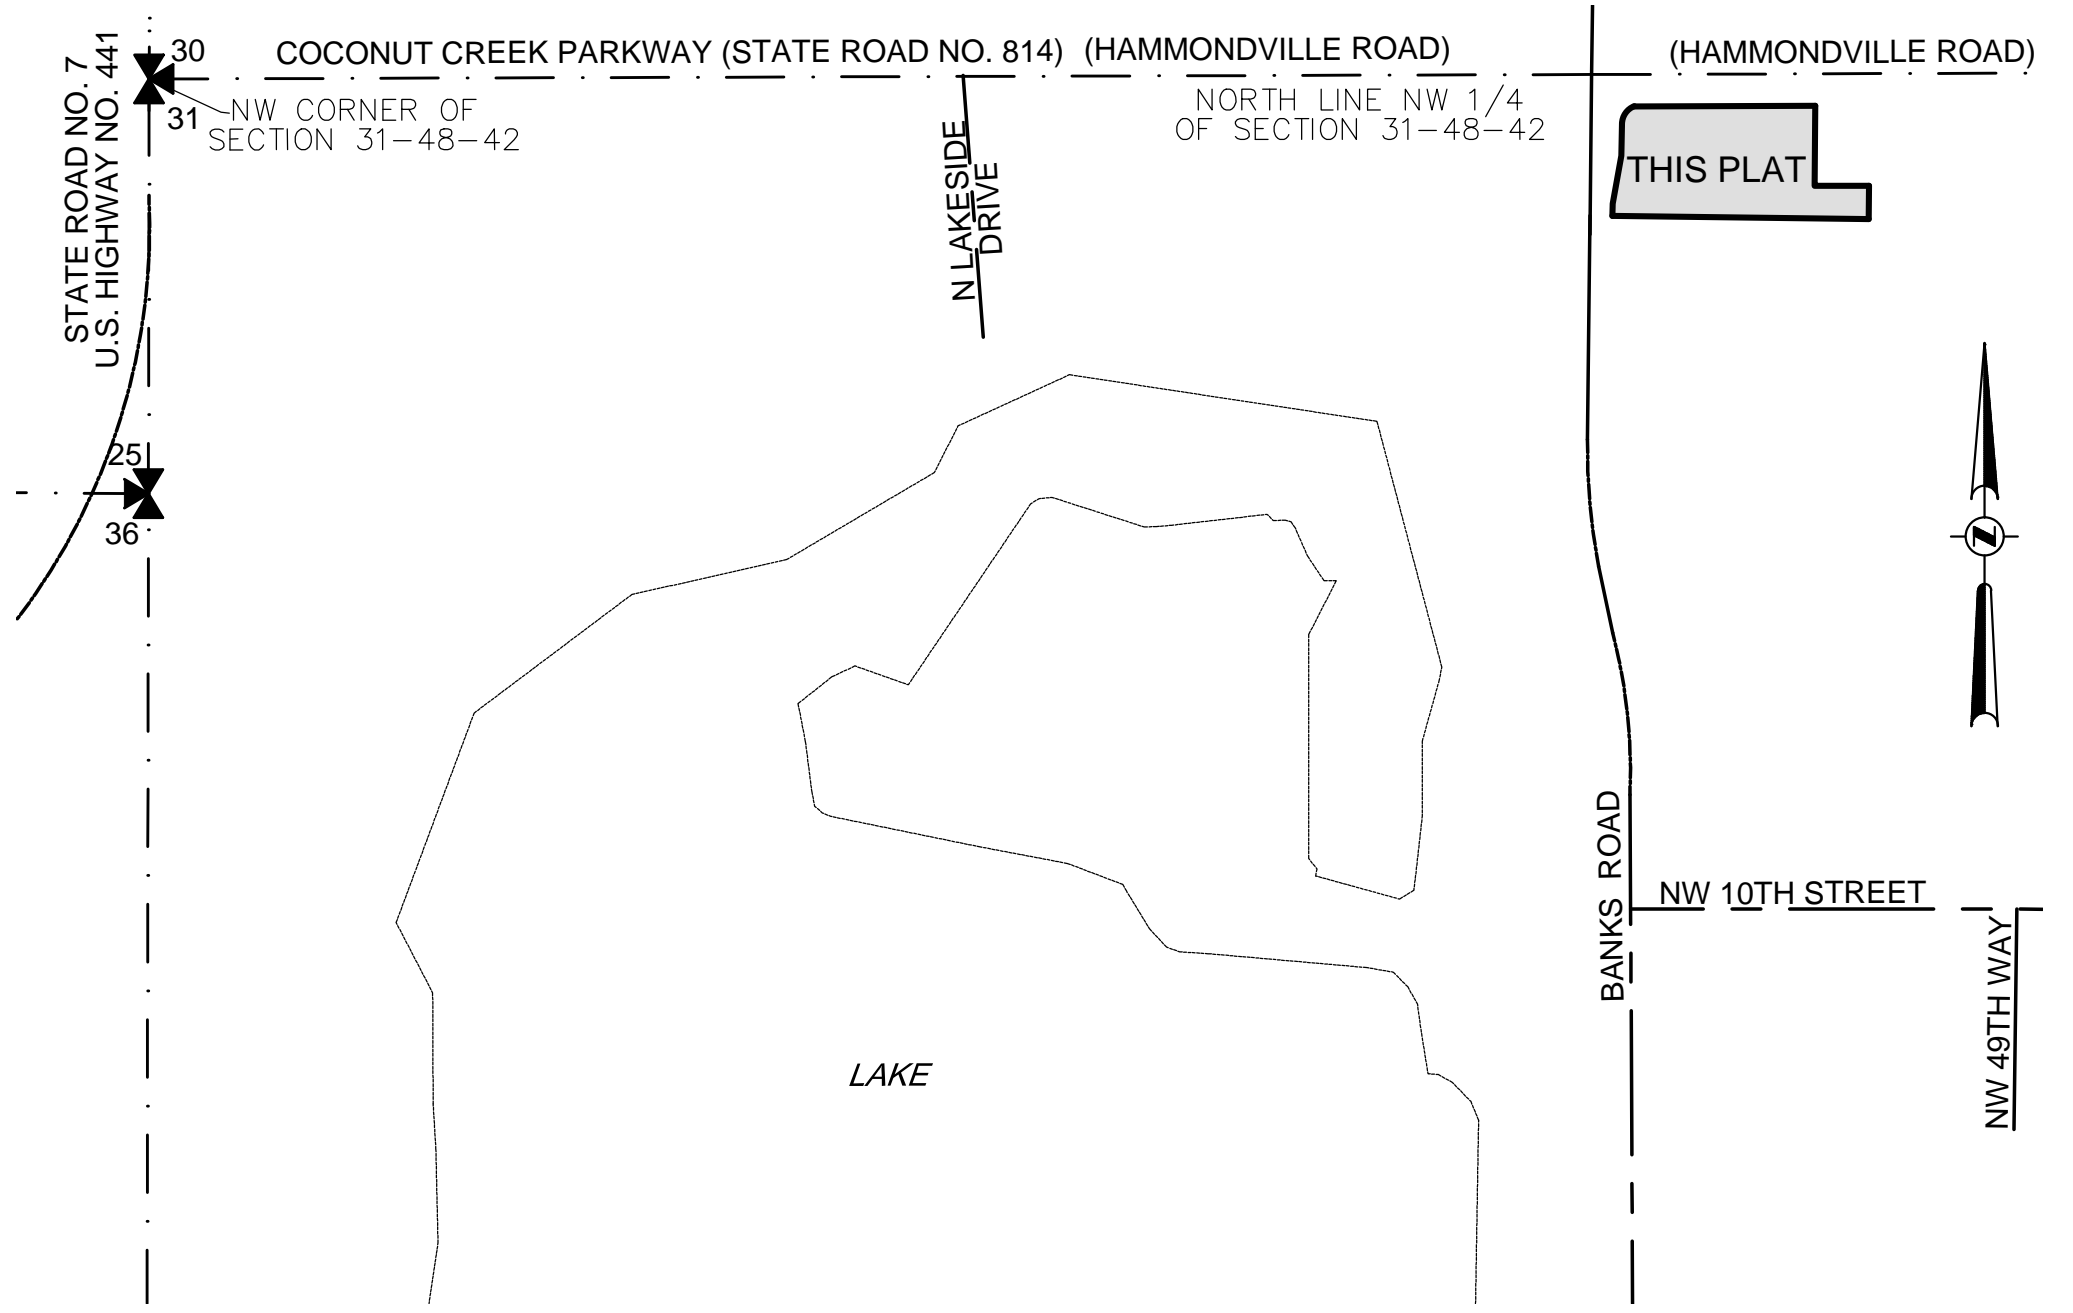 30
COCONUT CREEK PARKWAY (STATE ROAD NO. 814) (HAMMONDVILLE ROAD)
(HAMMONDVILLE ROAD)
STATE ROAD NO. 7
U.S. HIGHWAY NO. 441
31
NW CORNER OF
SECTION 31-48-42
NORTH LINE NW 1/4
OF SECTION 31-48-42
N LAKESIDE
DRIVE
THIS PLAT
25
36
N
BANKS ROAD
NW 10TH STREET
NW 49TH WAY
LAKE